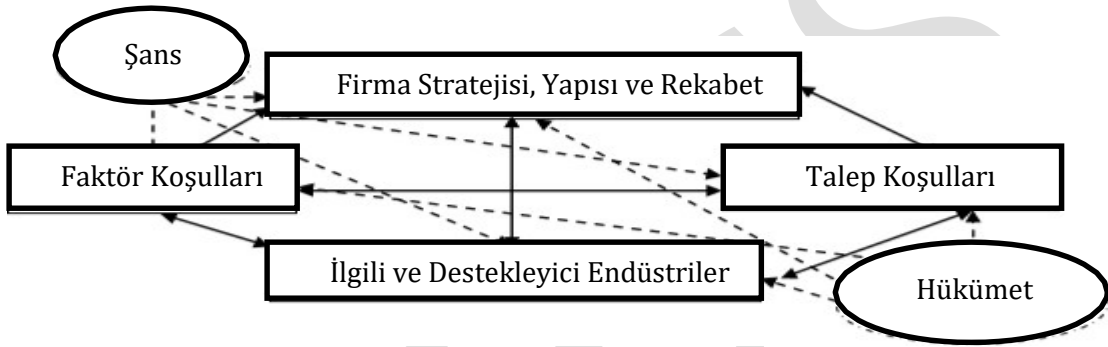 Şans
Firma Stratejisi, Yapısı ve Rekabet
Faktör Koşulları
Talep Koşulları
İlgili ve Destekleyici Endüstriler
Hükümet